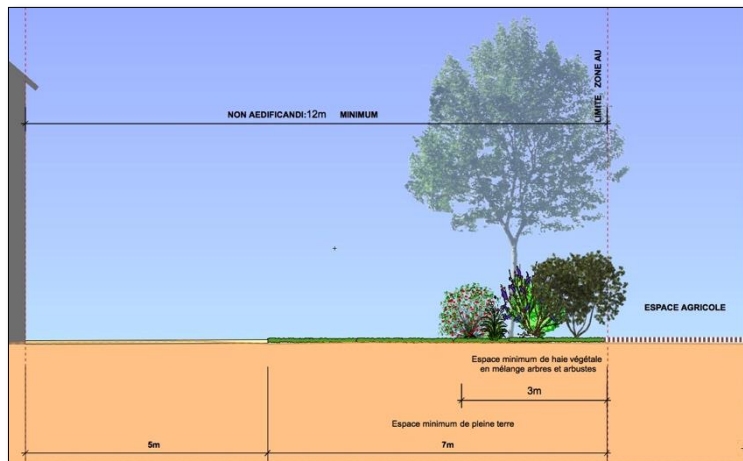 LIMITE ZONE AU
NON AEDIFICANDI:12m MINIMUM
ESPACE AGRICOLE
Espace minimum de haie végétale
en mélange arbres et arbustes
3m
Espace minimum de pleine terre
5m
7m